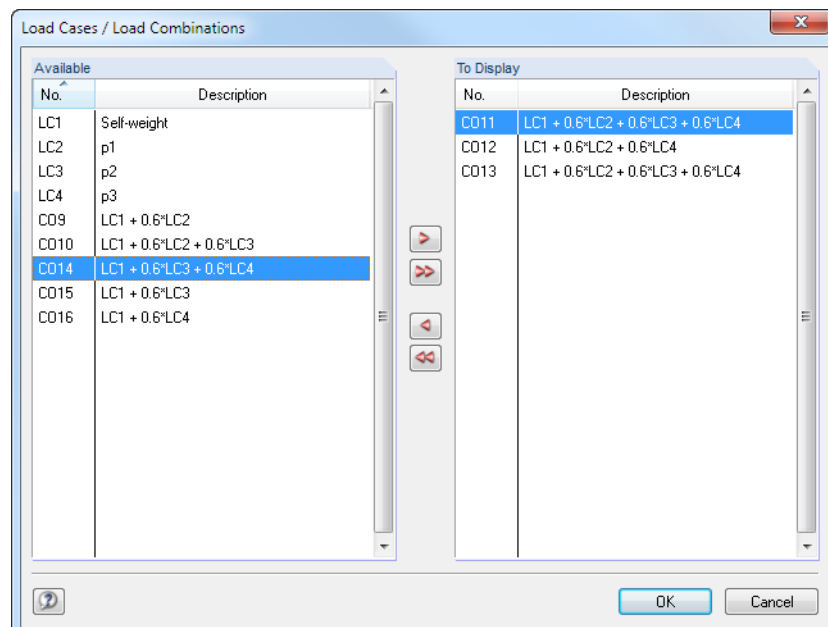 Load Cases / Load Combinations
Available
No. Description
LC1 Self-weight
LC2 p1
LC3 p2
LC4 p3
CO9 LC1 + 0.6*LC2
CO10 LC1 + 0.6*LC2 + 0.6*LC3
CO14 LC1 + 0.6*LC3 + 0.6*LC4
CO15 LC1 + 0.6*LC3
CO16 LC1 + 0.6*LC4
To Display
No. Description
CO11 LC1 + 0.6*LC2 + 0.6*LC3 + 0.6*LC4
CO12 LC1 + 0.6*LC2 + 0.6*LC4
CO13 LC1 + 0.6*LC2 + 0.6*LC3 + 0.6*LC4
OK Cancel